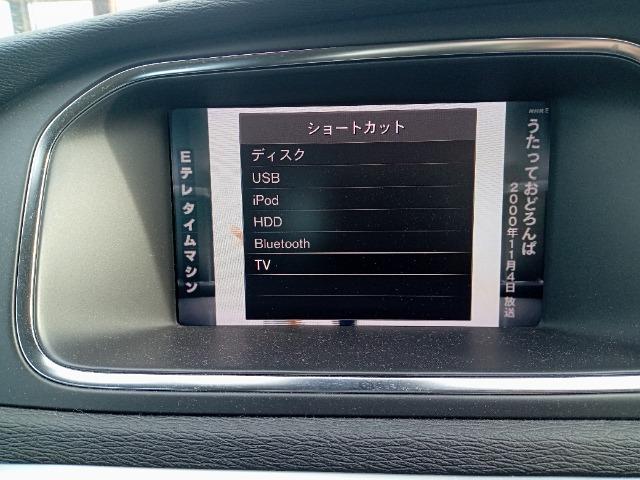 ショートカット
ディスク
USB
iPod
HDD
Bluetooth
TV
Eテレ タイムマシン
NHKE
うたっておどろんぱ
2000年11月4日 放送